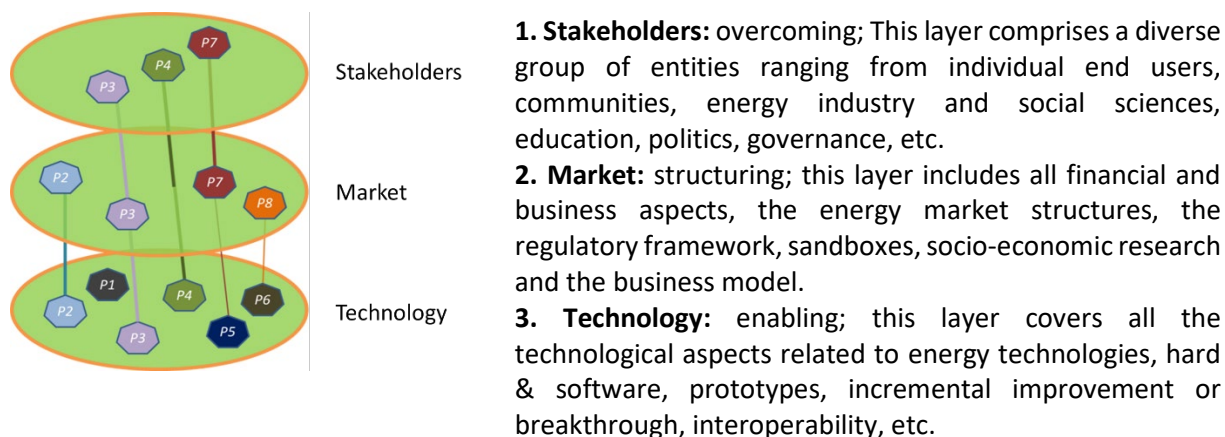 P7
P4
P3
Stakeholders
P2
P7
P8
P3
Market
P1
P2
P4
P6
P3
P5
Technology
1. Stakeholders: overcoming; This layer comprises a diverse
group of entities ranging from individual end users,
communities, energy industry and social sciences,
education, politics, governance, etc.
2. Market: structuring; this layer includes all financial and
business aspects, the energy market structures, the
regulatory framework, sandboxes, socio-economic research
and the business model.
3. Technology: enabling; this layer covers all the
technological aspects related to energy technologies, hard
& software, prototypes, incremental improvement or
breakthrough, interoperability, etc.